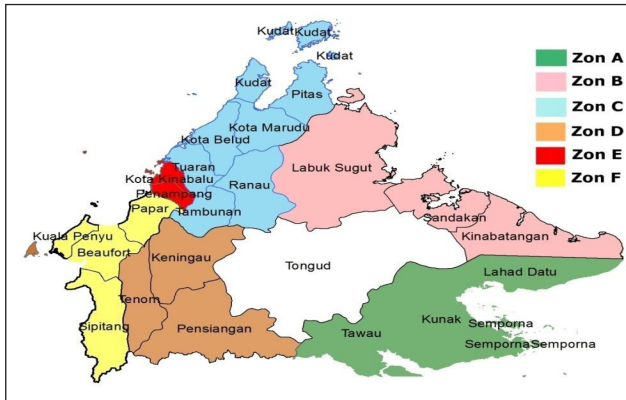 Kudat
Kudat
Kudat
Kudat
Pitas
Kota Marudu
Kota Belud
Tuaran
Kota Kinabalu
Penampang
Ranau
Labuk Sugut
Papar
Tambunan
Sandakan
Kinabatangan
Kuala Penyu
Beaufort
Keningau
Tongud
Lahad Datu
Tenom
Sipitang
Pensiangan
Tawau
Kunak
Semporna
Semporna
Semporna
Zon A
Zon B
Zon C
Zon D
Zon E
Zon F